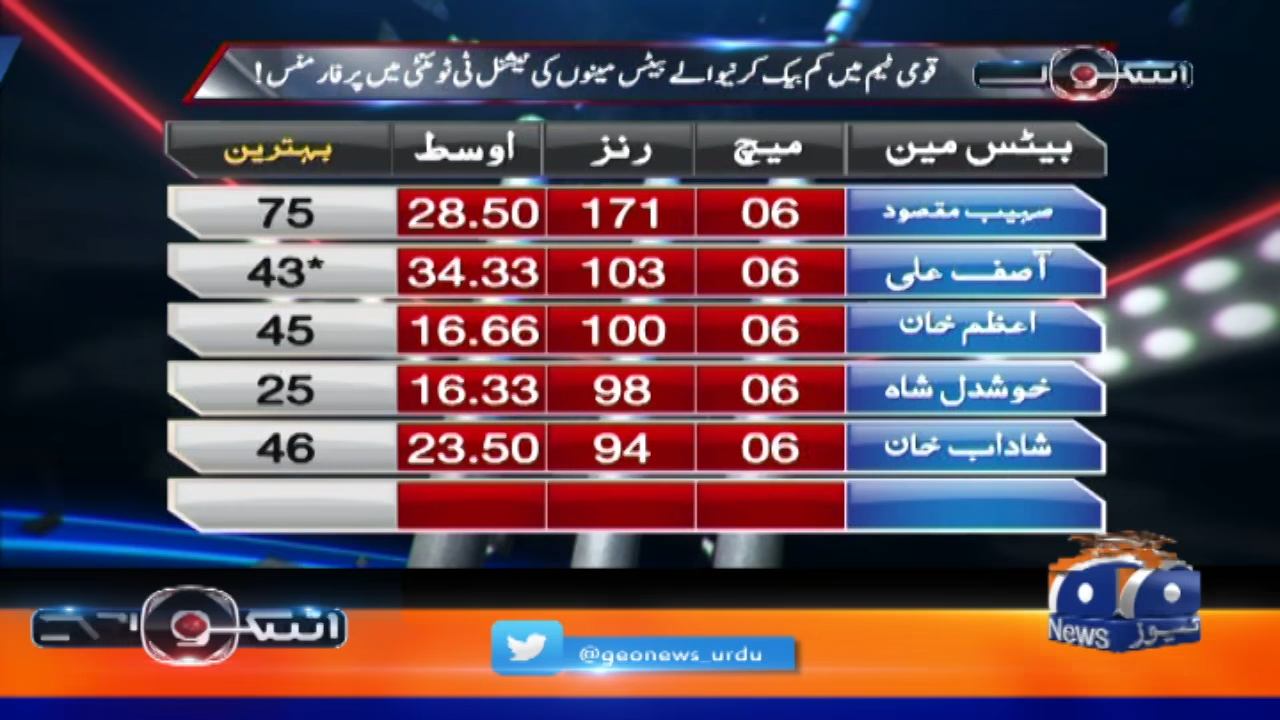 قومی ٹیم میں کم بیک کرنیوالے بیٹس مینوں کی نیشنل ٹی ٹوئنٹی میں پرفارمنس!
بیٹس مین میچ رنز اوسط بہترین
صہیب مقصود 06 171 28.50 75
آصف علی 06 103 34.33 43*
اعظم خان 06 100 16.66 45
خوشدل شاہ 06 98 16.33 25
شاداب خان 06 94 23.50 46
News نیوز
@geonews_urdu